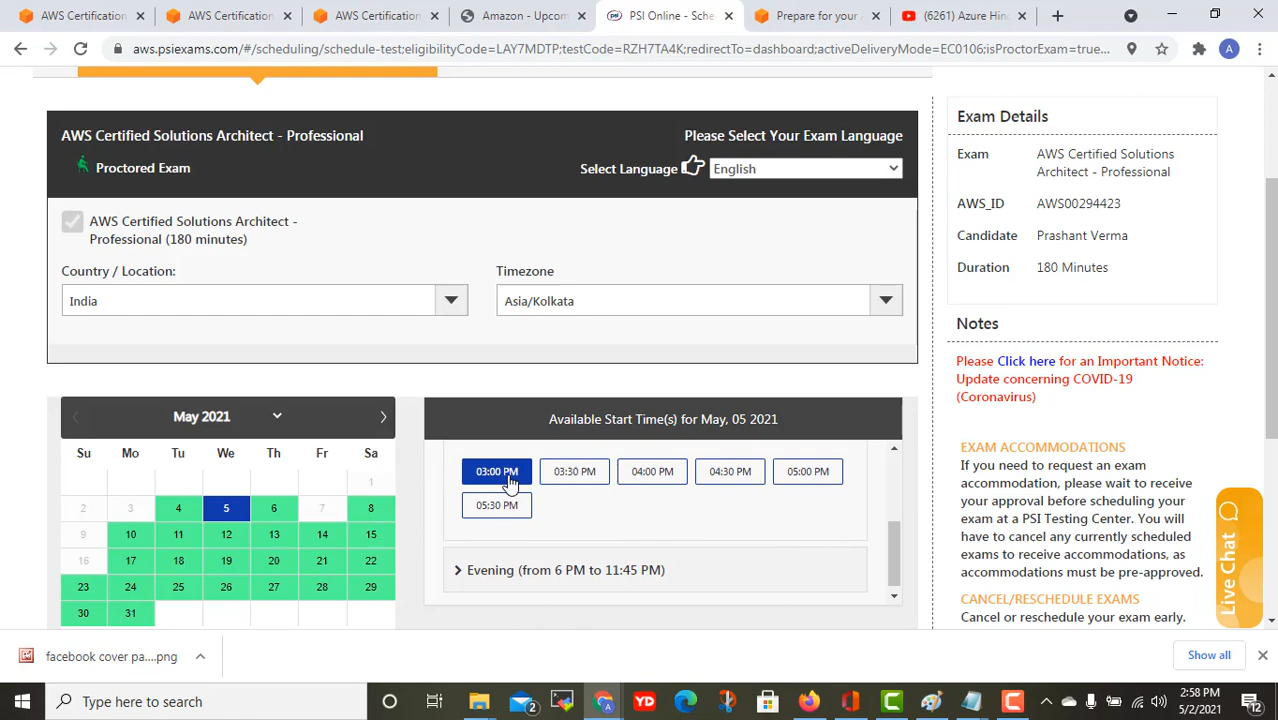 AWS Certification
AWS Certification
AWS Certification
Amazon - Upcom
PSI Online - Sche
Prepare for your
(6261) Azure Hin
aws.psiexams.com/#/scheduling/schedule-test;eligibilityCode=LAY7MDTP;testCode=RZH7TA4K;redirectTo=dashboard;activeDeliveryMode=EC0106;isProctorExam=true...
A
AWS Certified Solutions Architect - Professional
Please Select Your Exam Language
Proctored Exam
Select Language
English
AWS Certified Solutions Architect -
Professional (180 minutes)
Country / Location:
Timezone
India
Asia/Kolkata
May 2021
Su Mo Tu We Th Fr Sa
1
2 3 4 5 6 7 8
9 10 11 12 13 14 15
16 17 18 19 20 21 22
23 24 25 26 27 28 29
30 31
Available Start Time(s) for May, 05 2021
03:00 PM 03:30 PM 04:00 PM 04:30 PM 05:00 PM
05:30 PM
Evening (from 6 PM to 11:45 PM)
Exam Details
Exam AWS Certified Solutions
Architect - Professional
AWS_ID AWS00294423
Candidate Prashant Verma
Duration 180 Minutes
Notes
Please Click here for an Important Notice:
Update concerning COVID-19
(Coronavirus)
EXAM ACCOMMODATIONS
If you need to request an exam
accommodation, please wait to receive
your approval before scheduling your
exam at a PSI Testing Center. You will
have to cancel any currently scheduled
exams to receive accommodations, as
accommodations must be pre-approved.
CANCEL/RESCHEDULE EXAMS
Cancel or reschedule your exam early.
Live Chat
facebook cover pa....png
Show all
Type here to search
2
A
YD
2:58 PM
5/2/2021
12